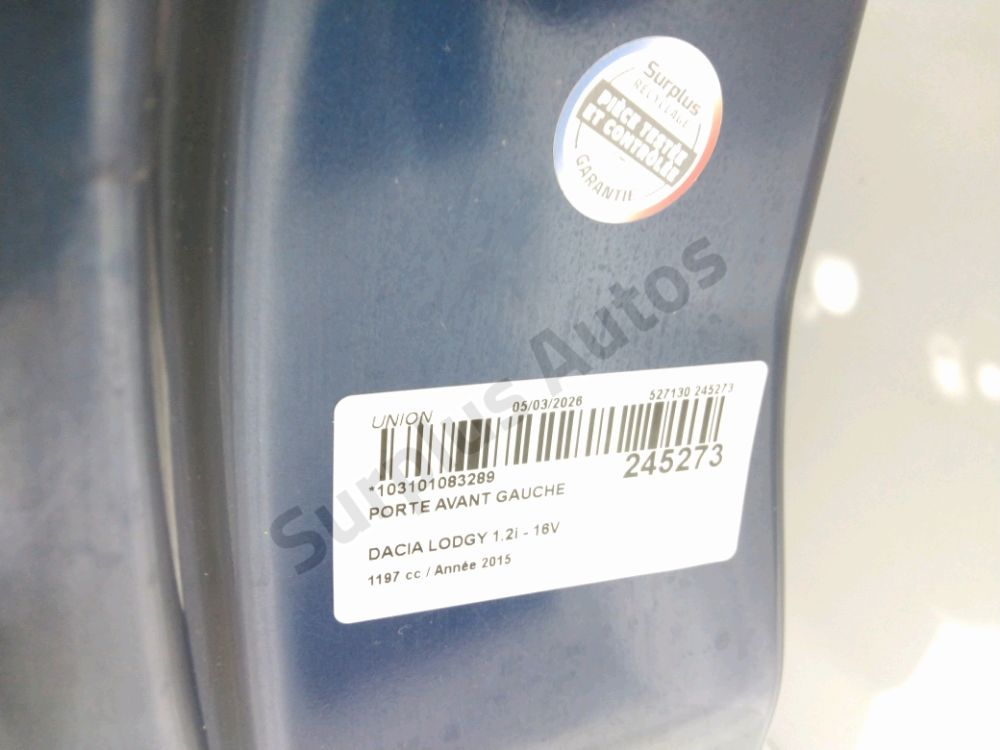 Surplus
RECYCLAGE
PIÈCE TESTÉE
ET CONTRÔLÉE
GARANTIE
Surplus Autos
UNION 05/03/2026 527130 245273
*103101083289 245273
PORTE AVANT GAUCHE
DACIA LODGY 1.2i - 16V
1197 cc / Année 2015